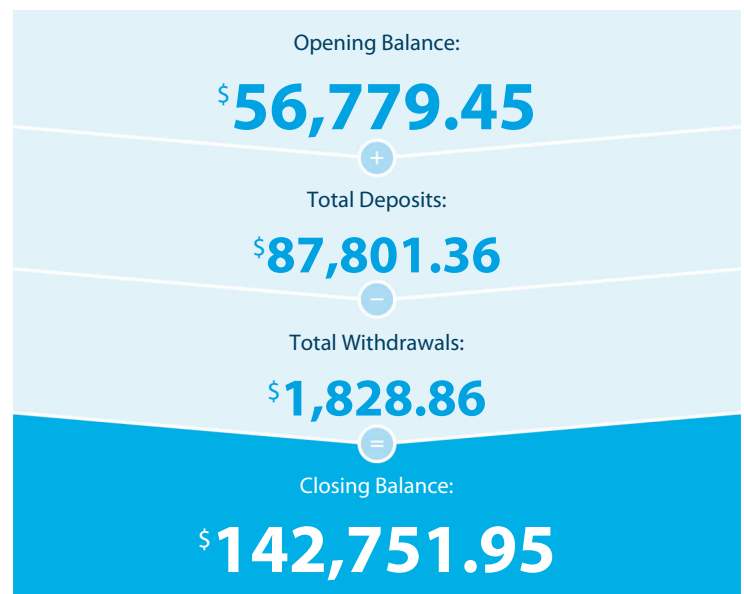 Opening Balance:
$56,779.45
+
Total Deposits:
$87,801.36
−
Total Withdrawals:
$1,828.86
=
Closing Balance:
$142,751.95